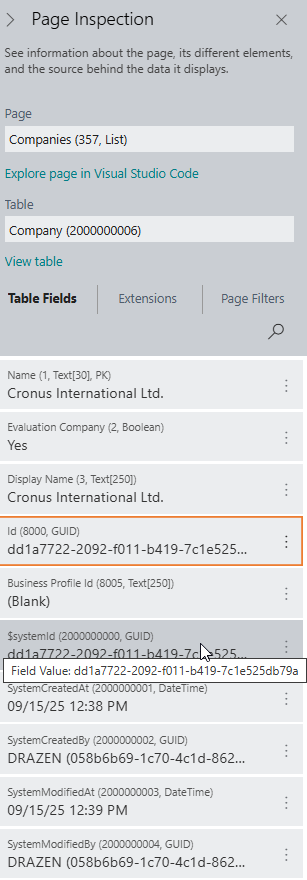 Page Inspection
See information about the page, its different elements,
and the source behind the data it displays.
Page
Companies (357, List)
Explore page in Visual Studio Code
Table
Company (2000000006)
View table
Table Fields
Extensions
Page Filters
Name (1, Text[30], PK)
Cronus International Ltd.
Evaluation Company (2, Boolean)
Yes
Display Name (3, Text[250])
Cronus International Ltd.
Id (8000, GUID)
dd1a7722-2092-f011-b419-7c1e525...
Business Profile Id (8005, Text[250])
(Blank)
$systemId (2000000000, GUID)
dd1a7722-2092-f011-b419-7c1e525...
Field Value: dd1a7722-2092-f011-b419-7c1e525db79a
SystemCreatedAt (2000000001, DateTime)
09/15/25 12:38 PM
SystemCreatedBy (2000000002, GUID)
DRAZEN (058b6b69-1c70-4c1d-862...
SystemModifiedAt (2000000003, DateTime)
09/15/25 12:39 PM
SystemModifiedBy (2000000004, GUID)
DRAZEN (058b6b69-1c70-4c1d-862...